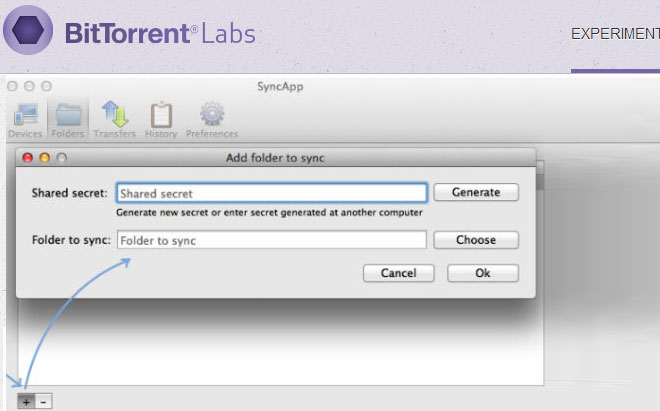 BitTorrent® Labs
EXPERIMENT
SyncApp
Devices Folders Transfers History Preferences
Add folder to sync
Shared secret: Shared secret Generate
Generate new secret or enter secret generated at another computer
Folder to sync: Folder to sync Choose
Cancel Ok
+ -